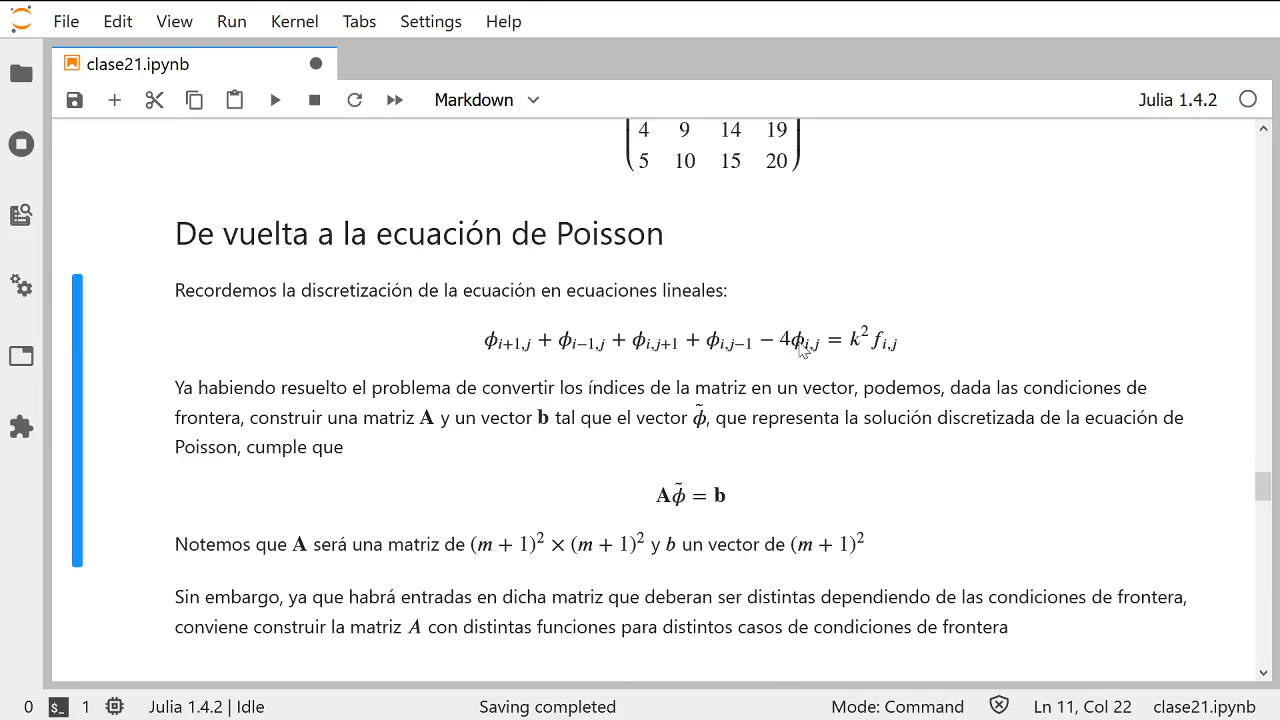 File Edit View Run Kernel Tabs Settings Help
clase21.ipynb
Markdown
Julia 1.4.2
4 9 14 19
5 10 15 20
De vuelta a la ecuación de Poisson
Recordemos la discretización de la ecuación en ecuaciones lineales:
ϕ_{i+1,j} + ϕ_{i−1,j} + ϕ_{i,j+1} + ϕ_{i,j−1} − 4ϕ_{i,j} = k² f_{i,j}
Ya habiendo resuelto el problema de convertir los índices de la matriz en un vector, podemos, dada las condiciones de
frontera, construir una matriz A y un vector b tal que el vector ϕ̃, que representa la solución discretizada de la ecuación de
Poisson, cumple que
Aϕ̃ = b
Notemos que A será una matriz de (m + 1)² × (m + 1)² y b un vector de (m + 1)²
Sin embargo, ya que habrá entradas en dicha matriz que deberan ser distintas dependiendo de las condiciones de frontera,
conviene construir la matriz A con distintas funciones para distintos casos de condiciones de frontera
0 $_ 1 Julia 1.4.2 | Idle Saving completed Mode: Command Ln 11, Col 22 clase21.ipynb